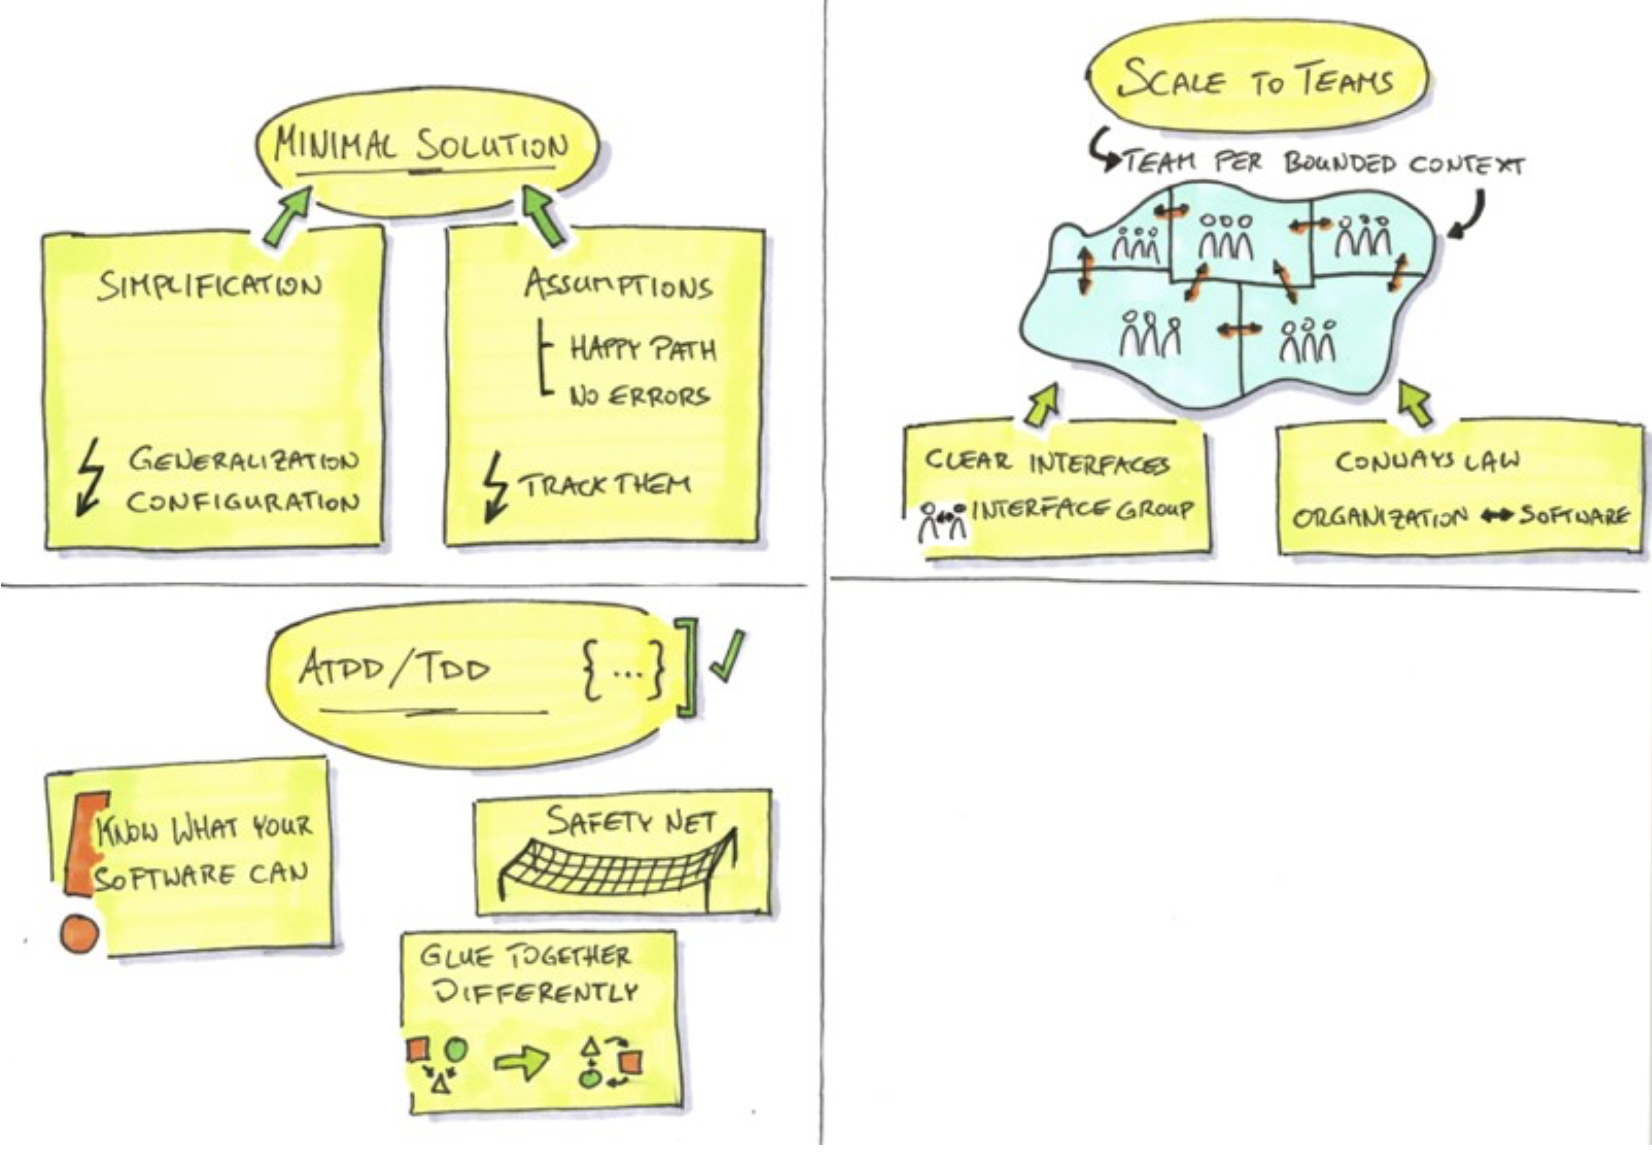 MINIMAL SOLUTION
SIMPLIFICATION
GENERALIZATION
CONFIGURATION
ASSUMPTIONS
HAPPY PATH
NO ERRORS
TRACK THEM
SCALE TO TEAMS
TEAM PER BOUNDED CONTEXT
CLEAR INTERFACES
INTERFACE GROUP
CONWAYS LAW
ORGANIZATION ↔ SOFTWARE
ATDD/TDD {...}
KNOW WHAT YOUR
SOFTWARE CAN
SAFETY NET
GLUE TOGETHER
DIFFERENTLY